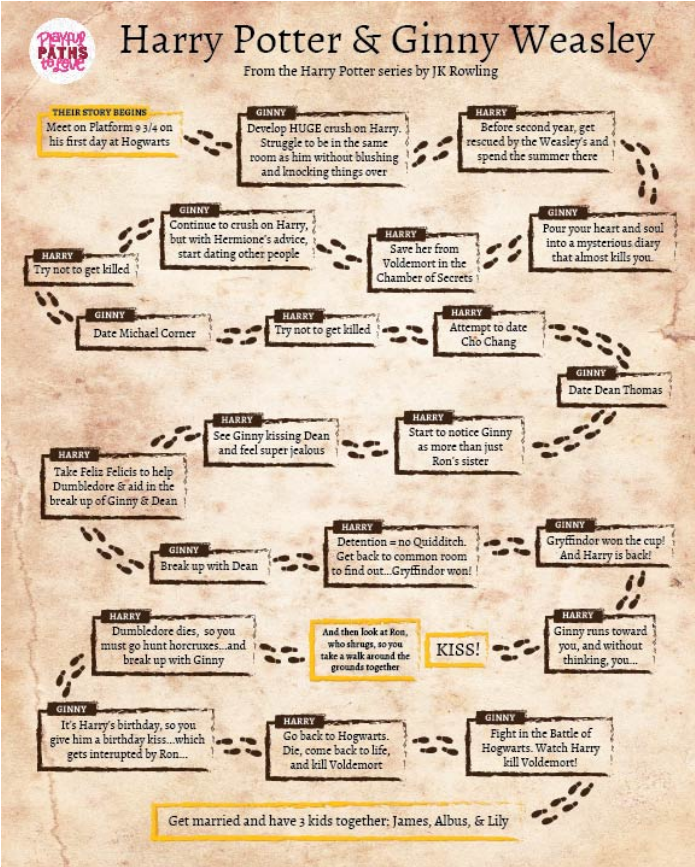 Playful
PATHS
to Love
Harry Potter & Ginny Weasley
From the Harry Potter series by JK Rowling
THEIR STORY BEGINS
Meet on Platform 9 3/4 on
his first day at Hogwarts
GINNY
Develop HUGE crush on Harry.
Struggle to be in the same
room as him without blushing
and knocking things over
HARRY
Before second year, get
rescued by the Weasley's and
spend the summer there
GINNY
Pour your heart and soul
into a mysterious diary
that almost kills you.
HARRY
Save her from
Voldemort in the
Chamber of Secrets
GINNY
Continue to crush on Harry,
but with Hermione's advice,
start dating other people
HARRY
Try not to get killed
GINNY
Date Michael Corner
HARRY
Try not to get killed
HARRY
Attempt to date
Cho Chang
GINNY
Date Dean Thomas
HARRY
Start to notice Ginny
as more than just
Ron's sister
HARRY
See Ginny kissing Dean
and feel super jealous
HARRY
Take Feliz Felicis to help
Dumbledore & aid in the
break up of Ginny & Dean
GINNY
Break up with Dean
HARRY
Detention = no Quidditch.
Get back to common room
to find out...Gryffindor won!
GINNY
Gryffindor won the cup!
And Harry is back!
HARRY
Ginny runs toward
you, and without
thinking, you...
KISS!
And then look at Ron,
who shrugs, so you
take a walk around the
grounds together
HARRY
Dumbledore dies, so you
must go hunt horcruxes...and
break up with Ginny
GINNY
It's Harry's birthday, so you
give him a birthday kiss...which
gets interupted by Ron...
HARRY
Go back to Hogwarts.
Die, come back to life,
and kill Voldemort
GINNY
Fight in the Battle of
Hogwarts. Watch Harry
kill Voldemort!
Get married and have 3 kids together: James, Albus, & Lily